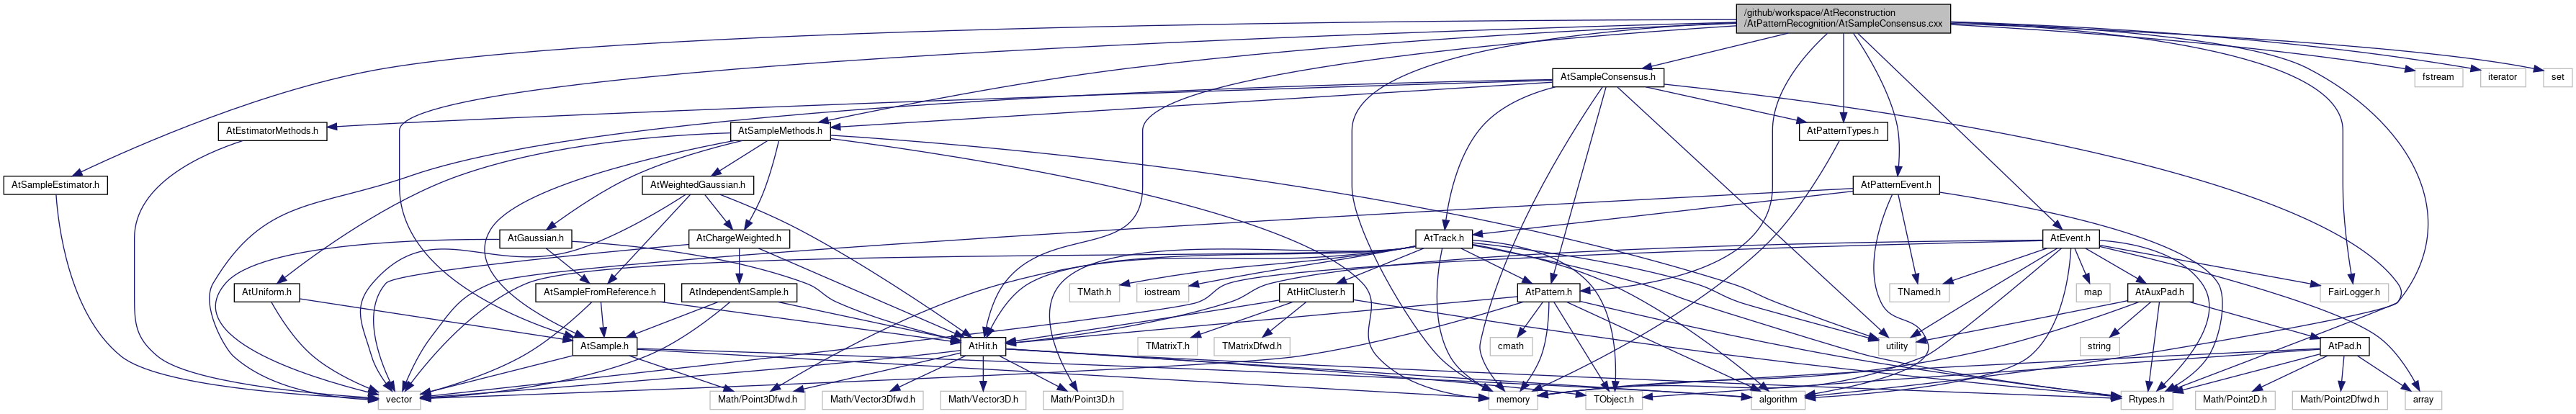 /github/workspace/AtReconstruction
/AtPatternRecognition/AtSampleConsensus.cxx
AtSampleConsensus.h
fstream
iterator
set
AtEstimatorMethods.h
AtSampleMethods.h
AtPatternTypes.h
AtSampleEstimator.h
AtWeightedGaussian.h
AtPatternEvent.h
AtGaussian.h
AtChargeWeighted.h
AtTrack.h
AtEvent.h
AtUniform.h
AtSampleFromReference.h
AtIndependentSample.h
TMath.h
iostream
AtHitCluster.h
AtPattern.h
TNamed.h
map
AtAuxPad.h
FairLogger.h
AtSample.h
AtHit.h
TMatrixT.h
TMatrixDfwd.h
cmath
utility
string
AtPad.h
vector
Math/Point3Dfwd.h
Math/Vector3Dfwd.h
Math/Vector3D.h
Math/Point3D.h
memory
TObject.h
algorithm
Rtypes.h
Math/Point2D.h
Math/Point2Dfwd.h
array